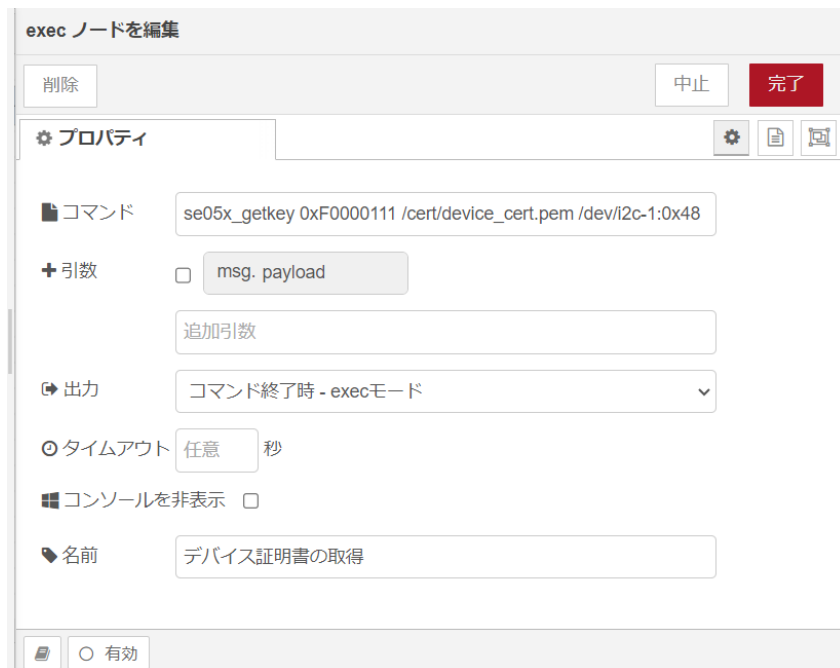 exec ノードを編集
削除 中止 完了
プロパティ
コマンド se05x_getkey 0xF0000111 /cert/device_cert.pem /dev/i2c-1:0x48
引数 msg. payload
追加引数
出力 コマンド終了時 - execモード
タイムアウト 任意 秒
コンソールを非表示
名前 デバイス証明書の取得
有効